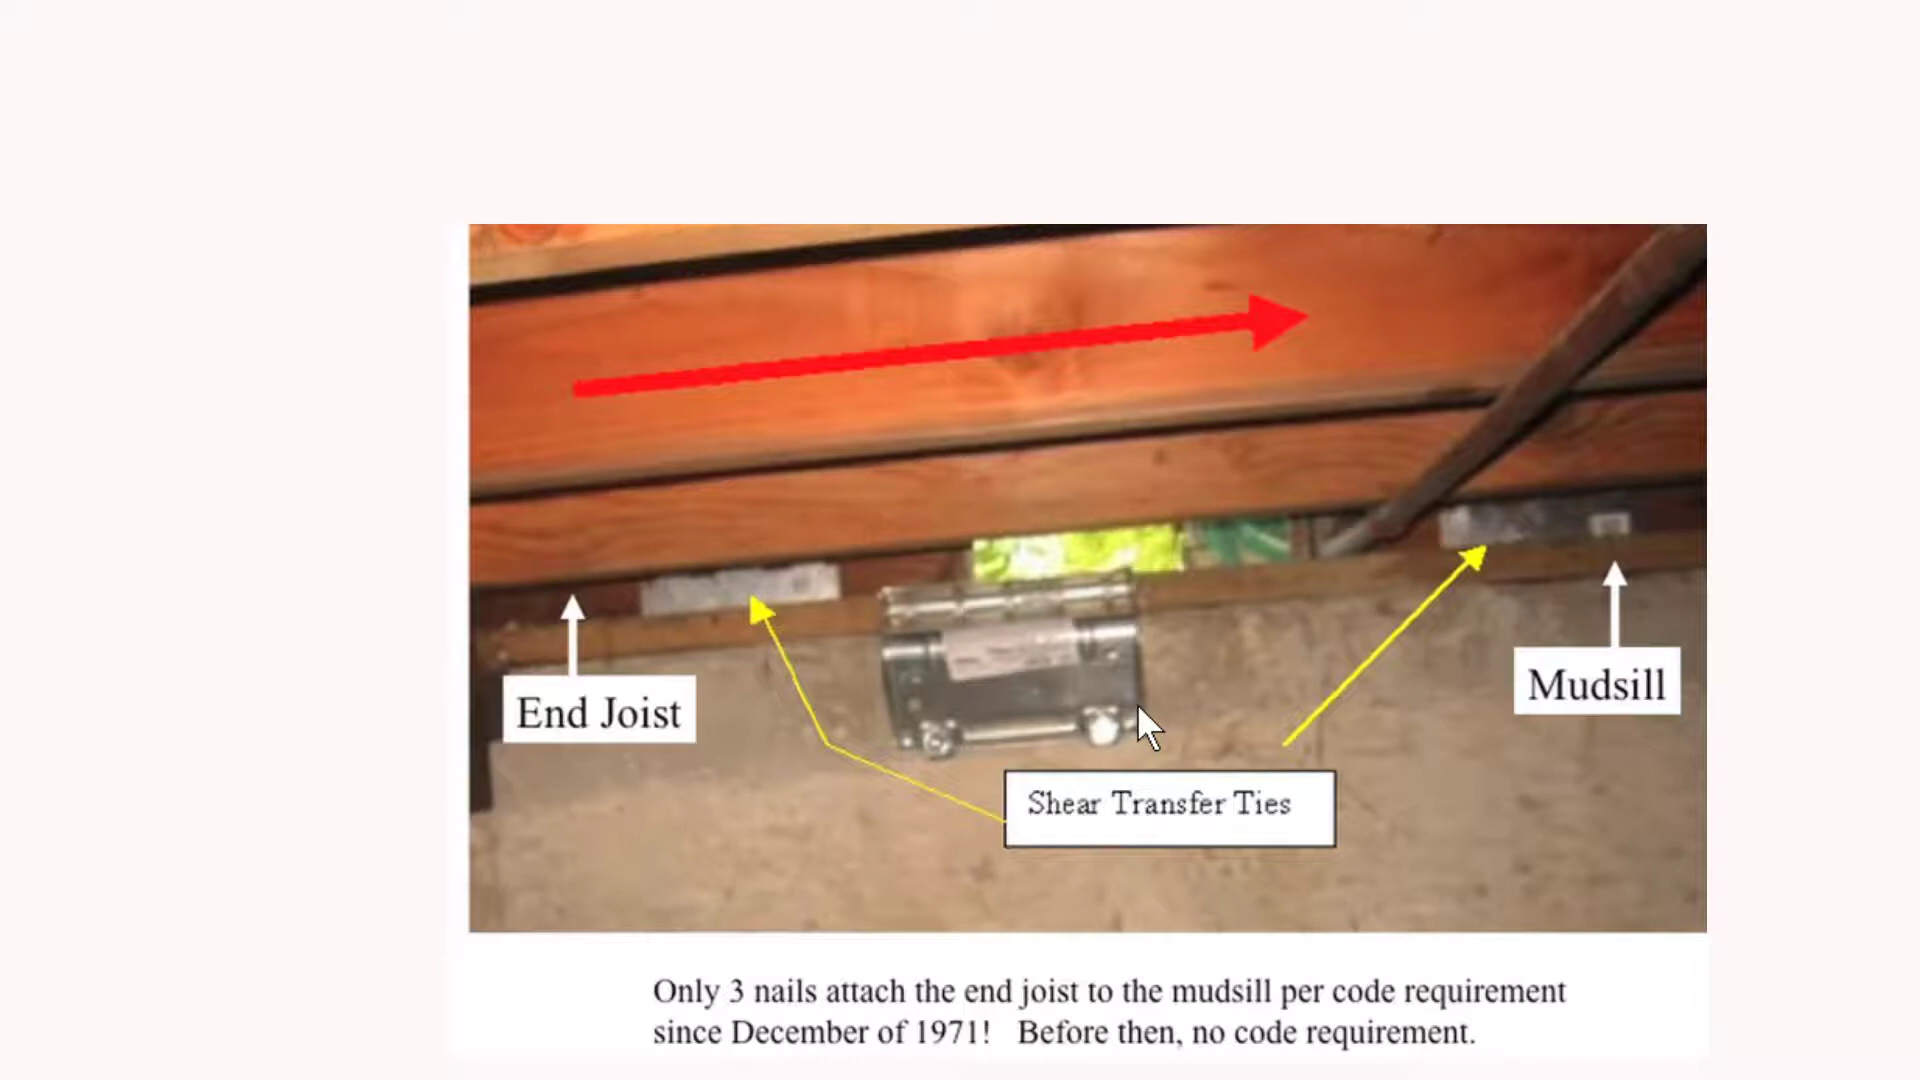 End Joist
Mudsill
Shear Transfer Ties
Only 3 nails attach the end joist to the mudsill per code requirement
since December of 1971!   Before then, no code requirement.